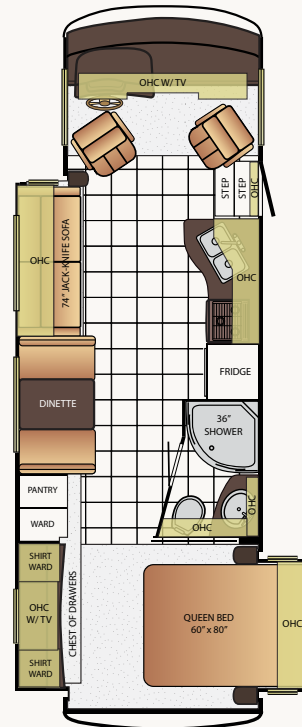 OHC W/ TV
STEP
STEP
OHC
OHC
74" JACK-KNIFE SOFA
OHC
FRIDGE
DINETTE
36"
SHOWER
PANTRY
WARD
OHC
OHC
SHIRT
WARD
OHC
W/ TV
SHIRT
WARD
CHEST OF DRAWERS
QUEEN BED
60" x 80"
OHC